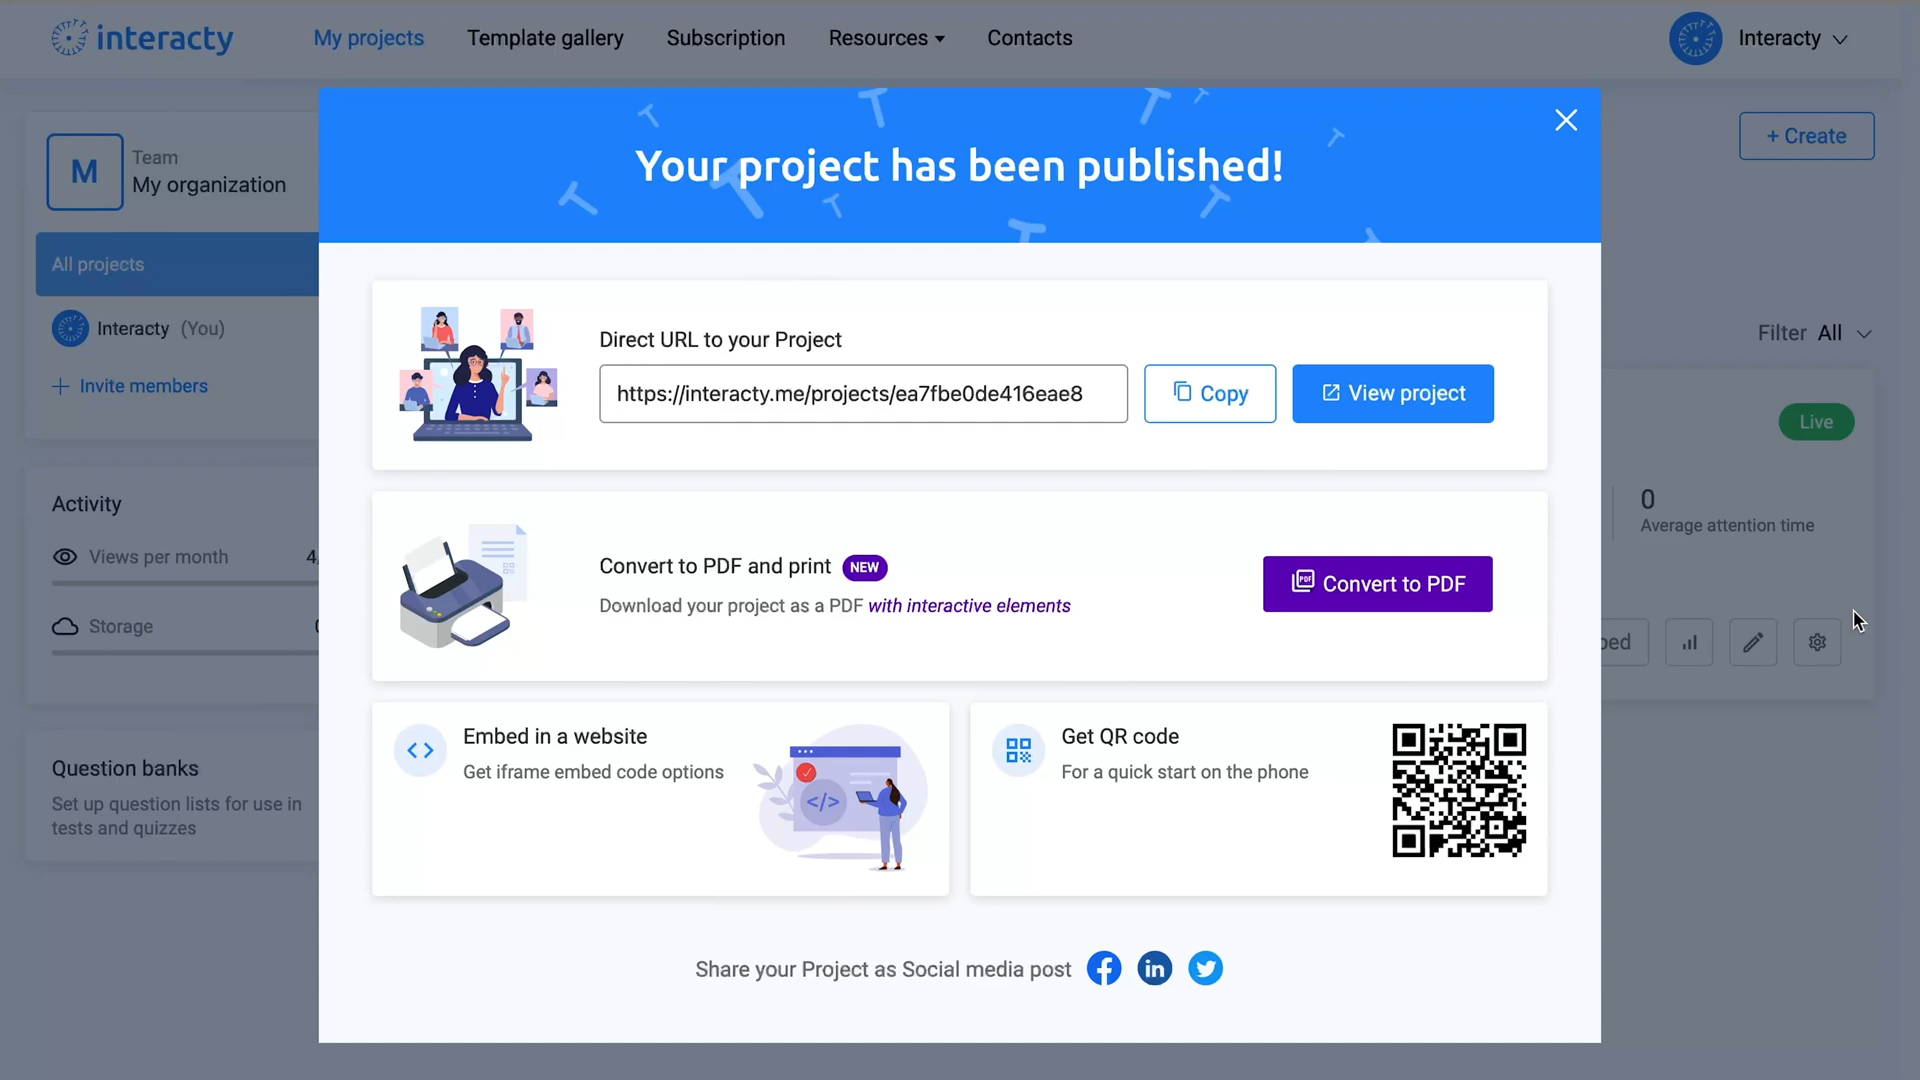 interacty
My projects
Template gallery
Subscription
Resources
Contacts
Interacty
M
Team
My organization
+ Create
Your project has been published!
All projects
Interacty (You)
Invite members
Filter All
Direct URL to your Project
https://interacty.me/projects/ea7fbe0de416eae8
Copy
View project
Live
Activity
Views per month
4
0
Average attention time
Convert to PDF and print NEW
Download your project as a PDF with interactive elements
PDF Convert to PDF
Storage
Embed in a website
Get iframe embed code options
</>
Get QR code
For a quick start on the phone
Question banks
Set up question lists for use in
tests and quizzes
Share your Project as Social media post
in